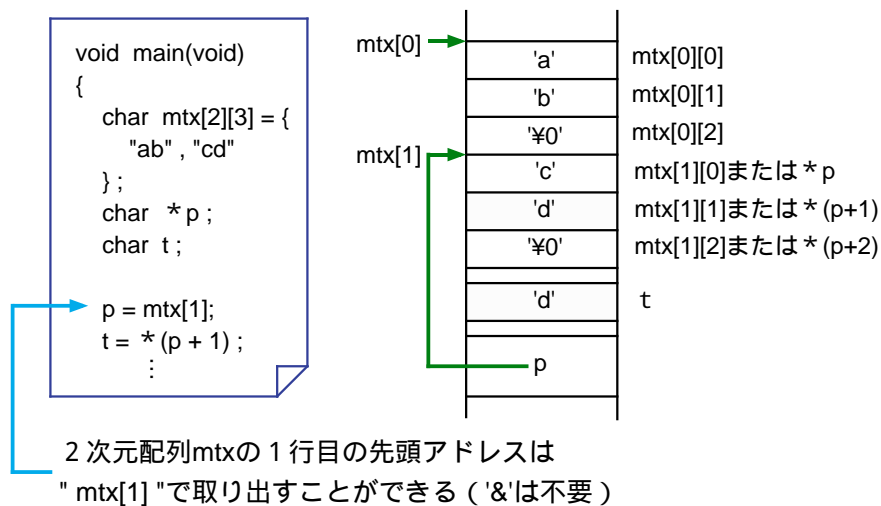 void main(void)
{
char mtx[2][3] = {
"ab" , "cd"
} ;
char *p ;
char t ;
p = mtx[1];
t = *(p + 1) ;
⋮
mtx[0]
mtx[1]
'a' mtx[0][0]
'b' mtx[0][1]
'¥0' mtx[0][2]
'c' mtx[1][0]または*p
'd' mtx[1][1]または*(p+1)
'¥0' mtx[1][2]または*(p+2)
'd' t
p
2次元配列mtxの1行目の先頭アドレスは
" mtx[1] "で取り出すことができる('&'は不要)